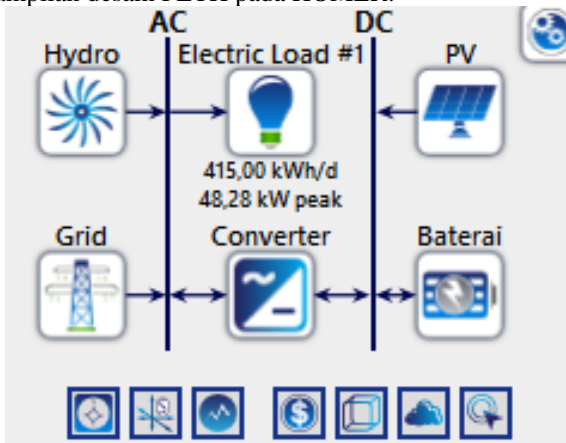 AC DC
Hydro Electric Load #1 PV
415,00 kWh/d
48,28 kW peak
Grid Converter Baterai